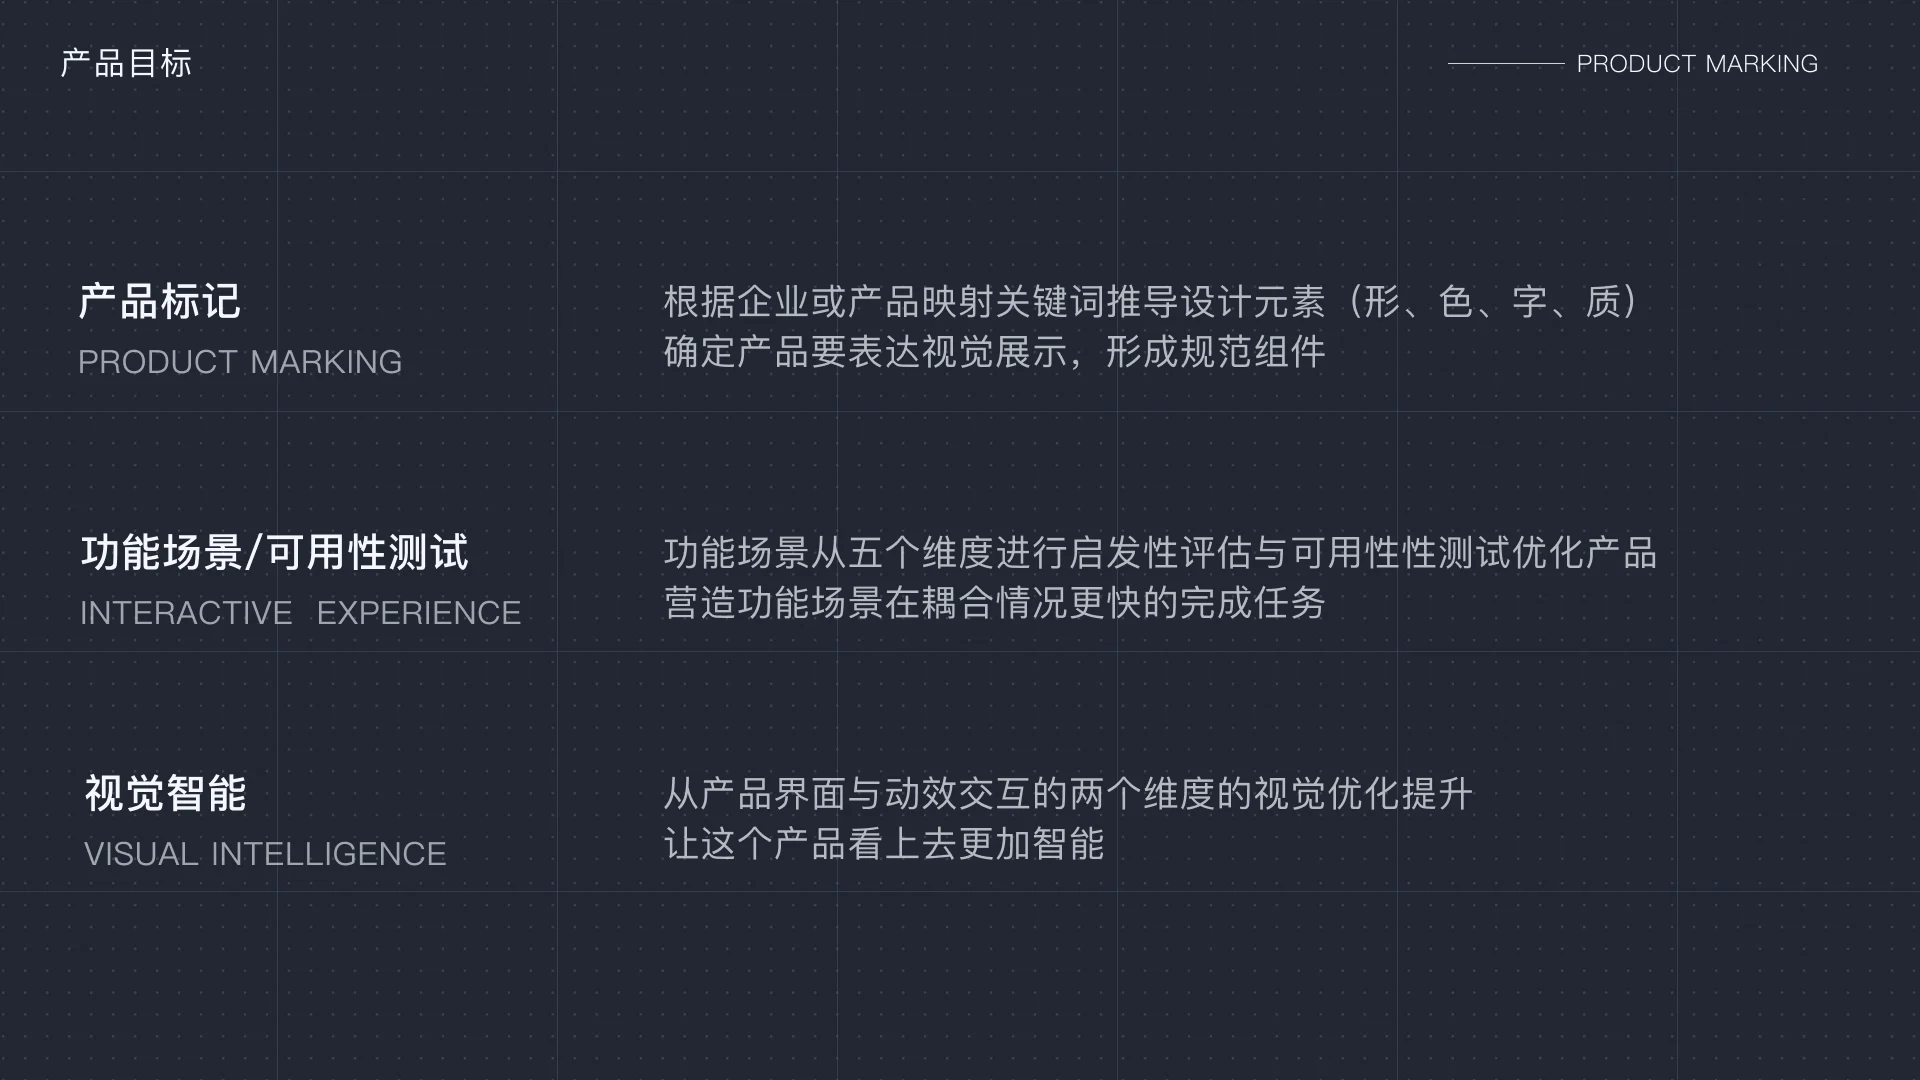 产品目标
PRODUCT MARKING
产品标记
PRODUCT MARKING
根据企业或产品映射关键词推导设计元素（形、色、字、质）
确定产品要表达视觉展示，形成规范组件
功能场景/可用性测试
INTERACTIVE EXPERIENCE
功能场景从五个维度进行启发性评估与可用性性测试优化产品
营造功能场景在耦合情况更快的完成任务
视觉智能
VISUAL INTELLIGENCE
从产品界面与动效交互的两个维度的视觉优化提升
让这个产品看上去更加智能